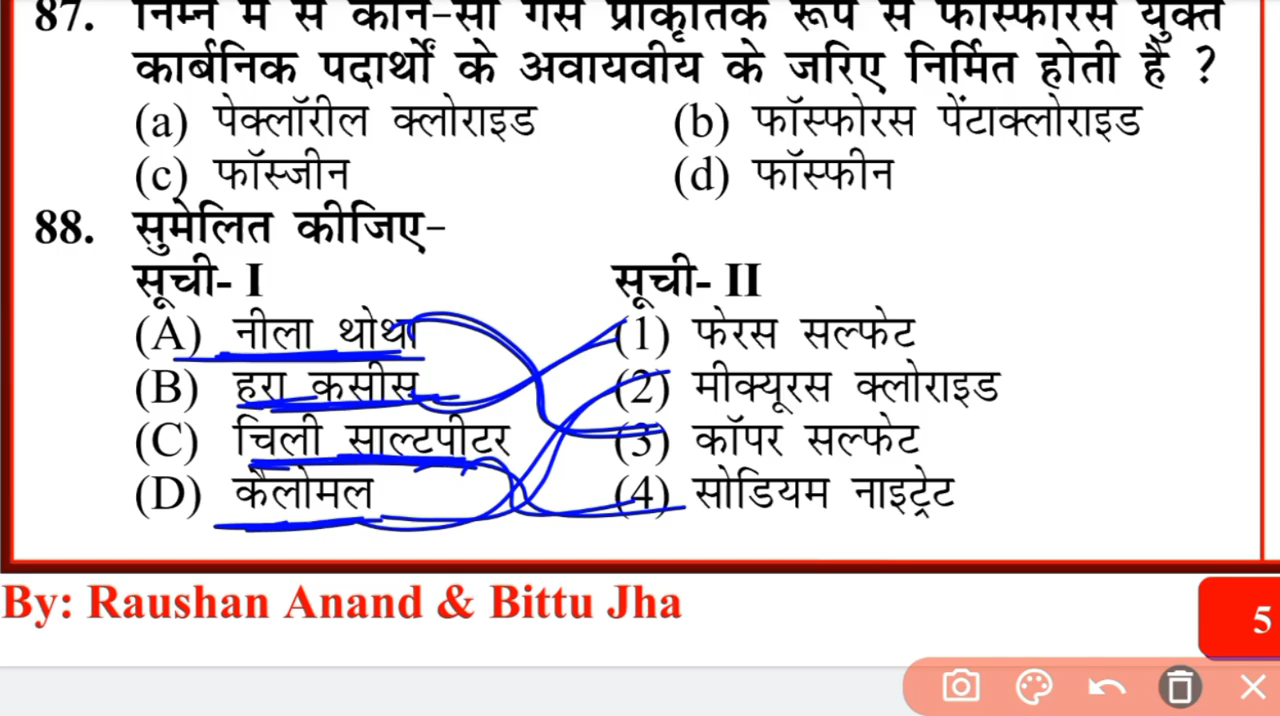 87. निम्न में से कौन-सी गैस प्राकृतिक रूप से फॉस्फोरस युक्त
कार्बनिक पदार्थों के अवायवीय के जरिए निर्मित होती है ?
(a) पेक्लॉरील क्लोराइड (b) फॉस्फोरस पेंटाक्लोराइड
(c) फॉस्जीन (d) फॉस्फीन
88. सुमेलित कीजिए-
सूची- I सूची- II
(A) नीला थोथा (1) फेरस सल्फेट
(B) हरा कसीस (2) मीक्यूरस क्लोराइड
(C) चिली साल्टपीटर (3) कॉपर सल्फेट
(D) कैलोमल (4) सोडियम नाइट्रेट
By: Raushan Anand & Bittu Jha
5